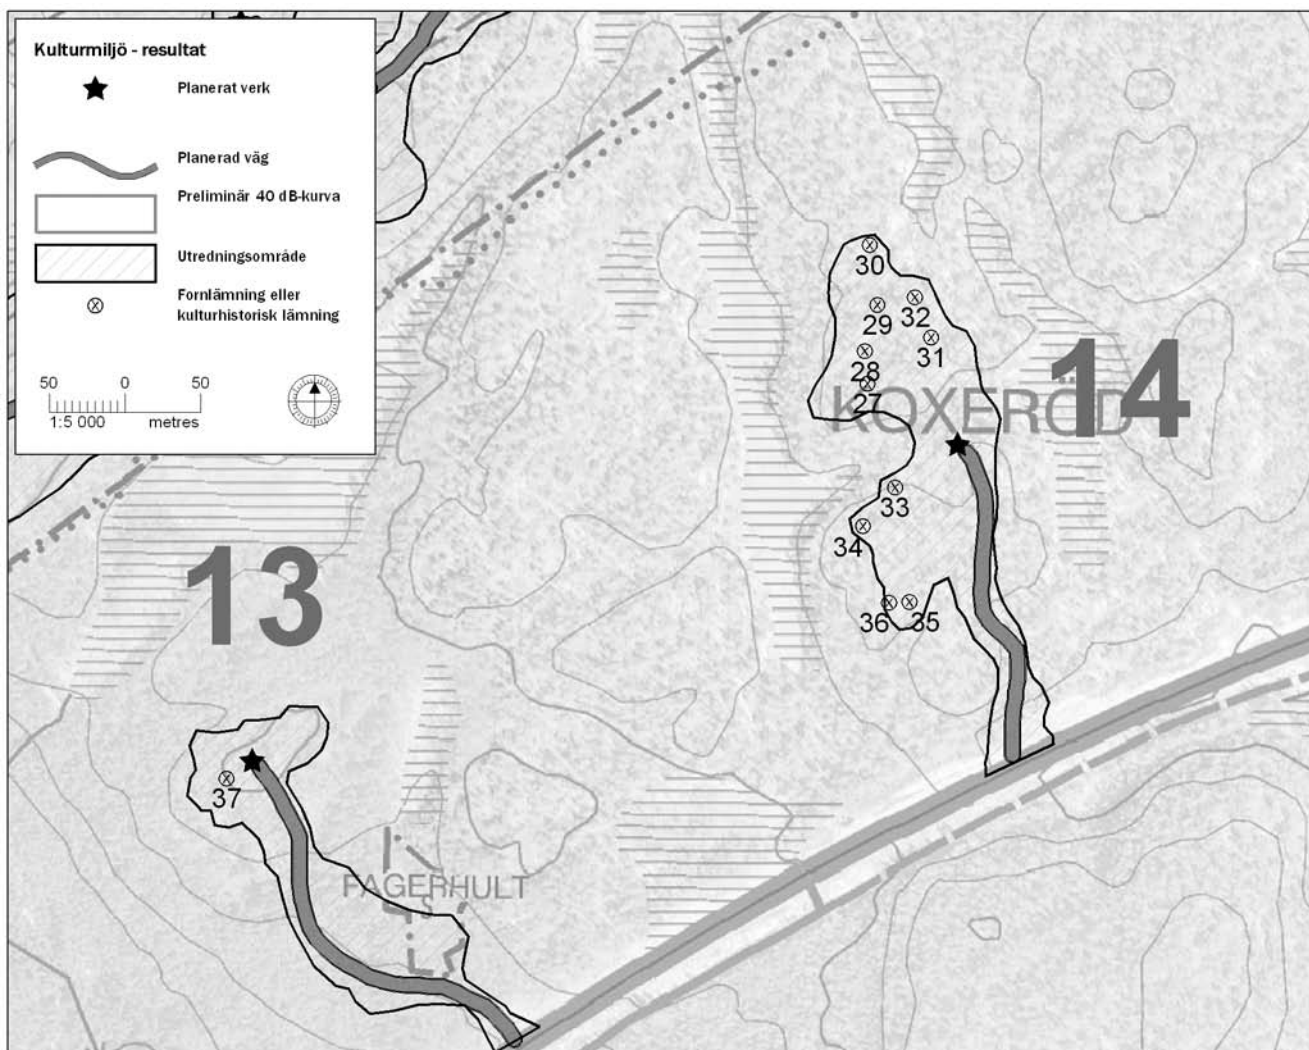 Kulturmiljö - resultat
Planerat verk
Planerad väg
Preliminär 40 dB-kurva
Utredningsområde
Fornlämning eller
kulturhistorisk lämning
50 0 50
1:5 000 metres
30
29 32
31
28
27
KOXERÖD
14
33
34
36 35
13
37
FAGERHULT
S